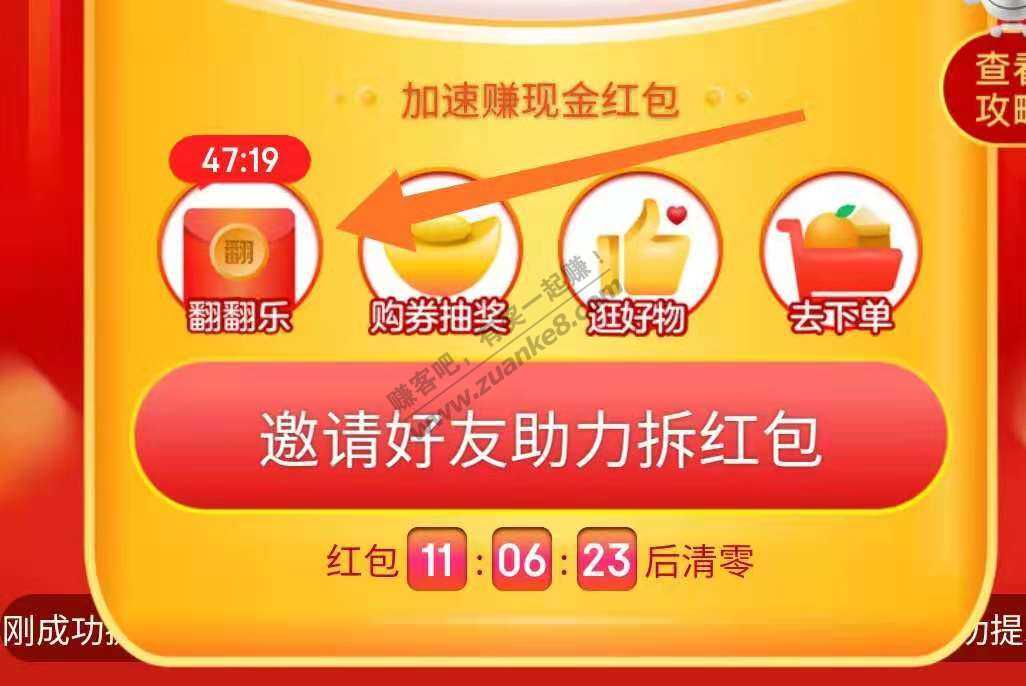 查看
攻略
加速赚现金红包
47:19
翻
翻翻乐
购券抽奖
逛好物
去下单
赚客吧，有奖一起赚！
www.zuanke8.com
邀请好友助力拆红包
红包 11 : 06 : 23 后清零
刚成功提
功提